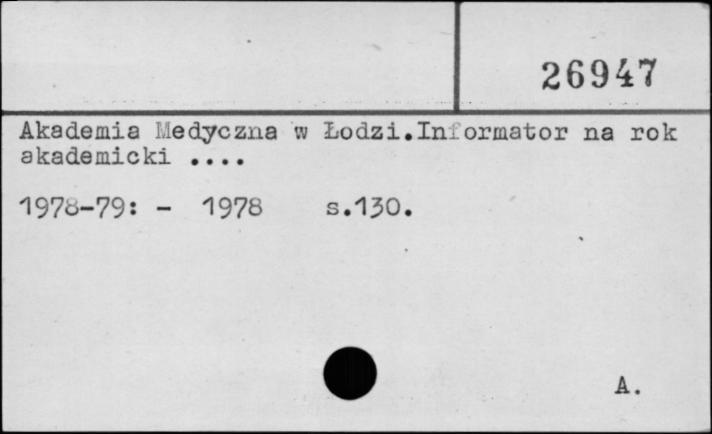 26947
Akademia Medyczna w Łodzi.Informator na rok
akademicki ....
1978-79: - 1978 s.130.
A.